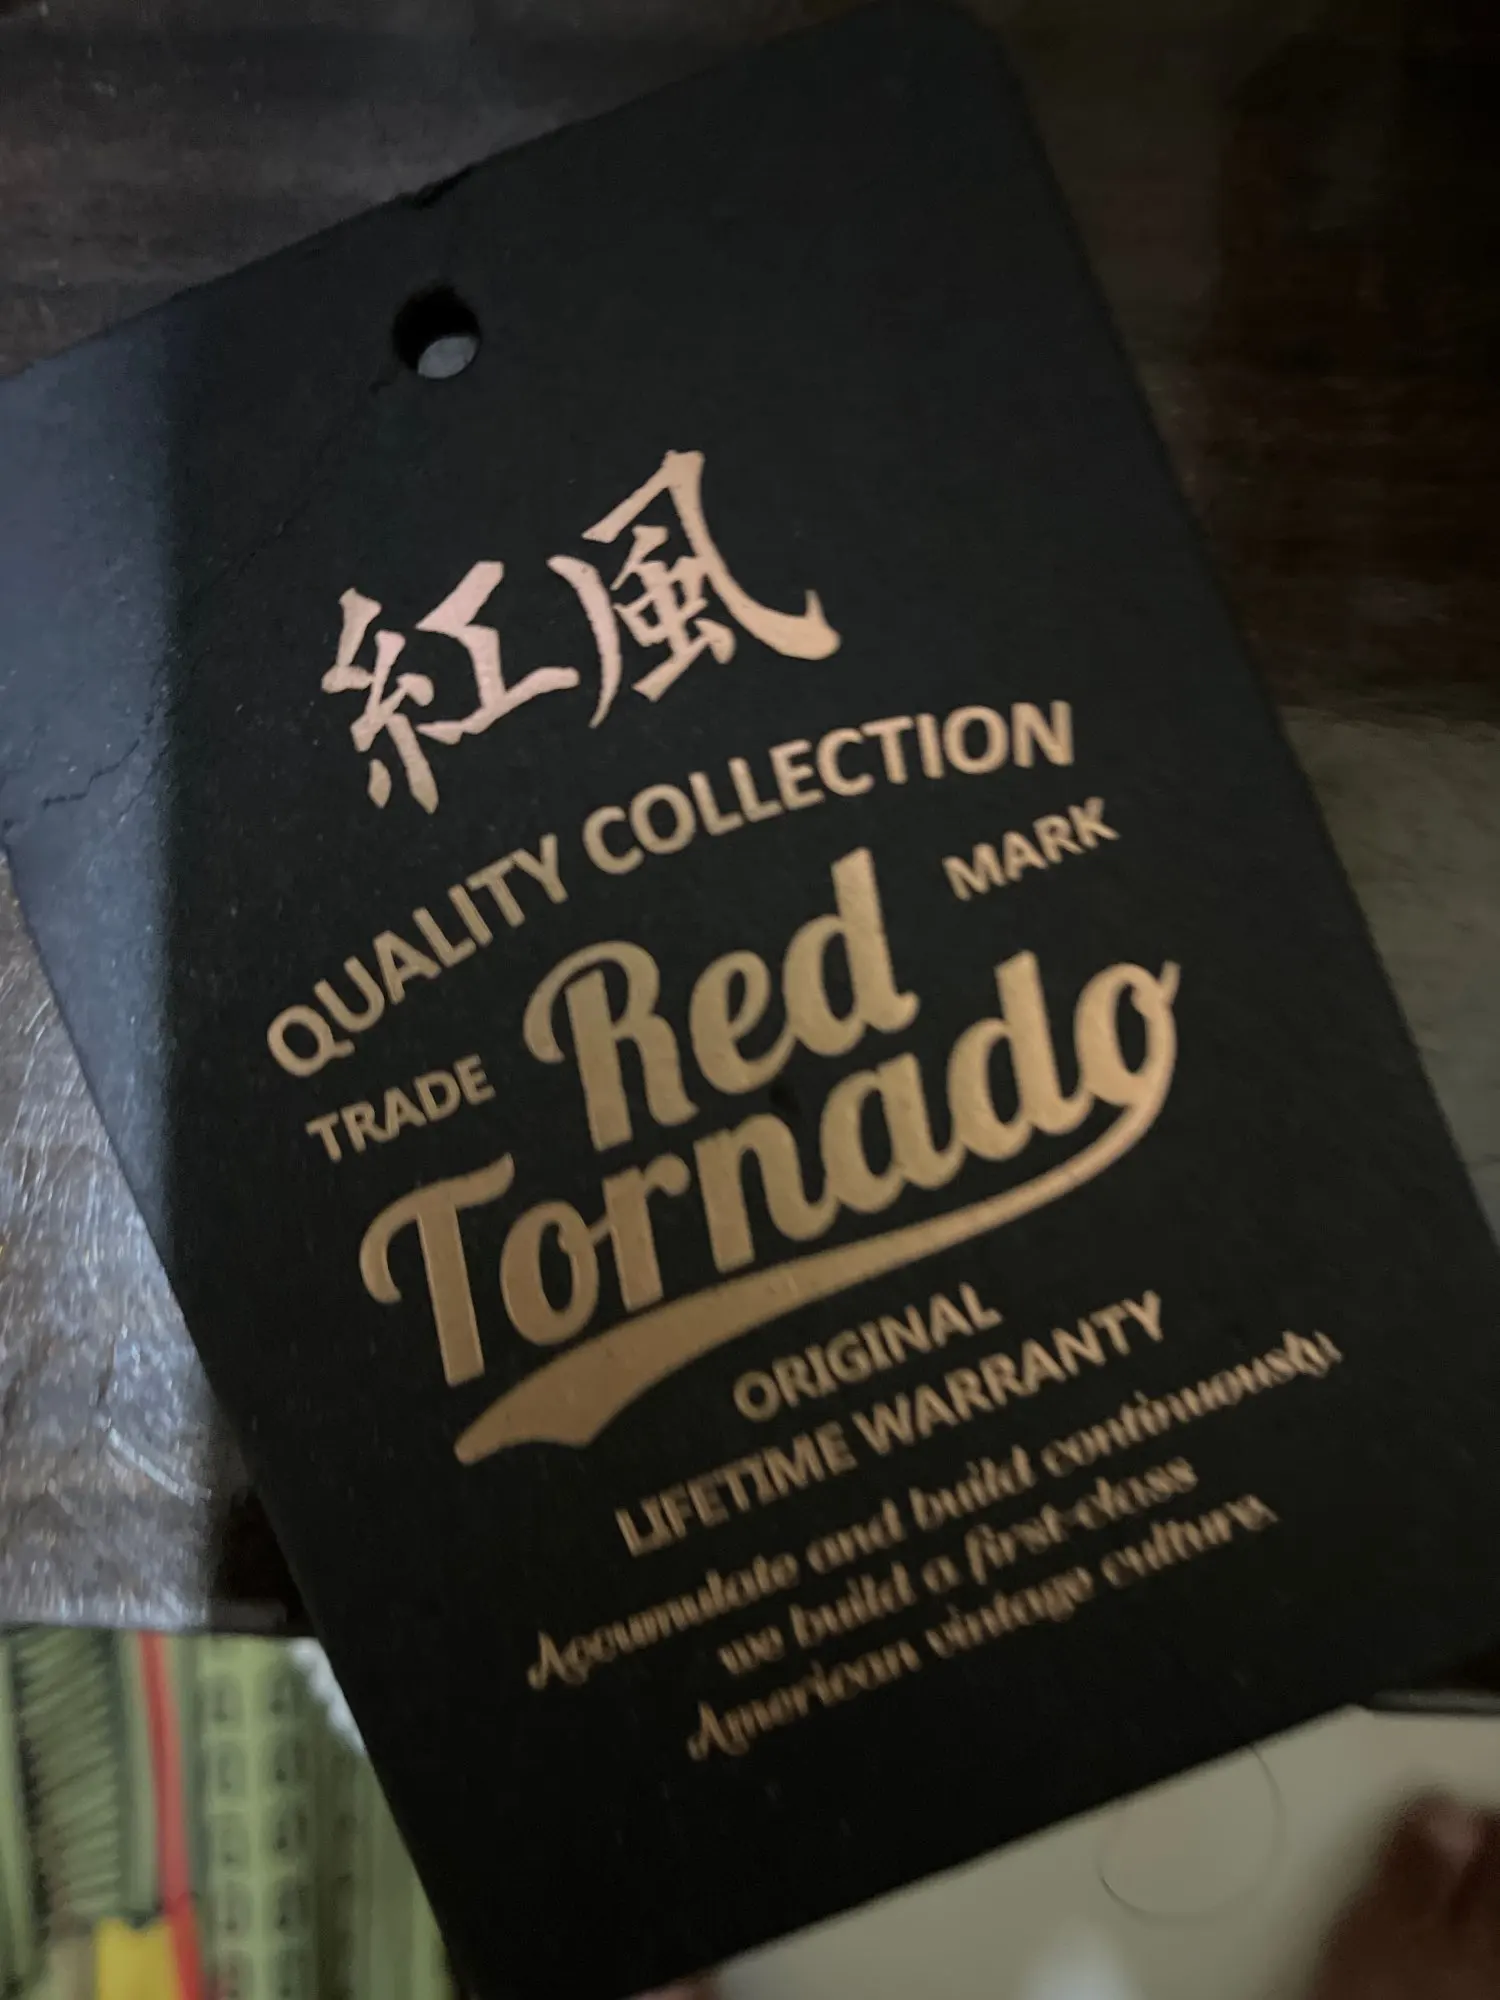 紅風
QUALITY COLLECTION
TRADE Red MARK
Tornado
ORIGINAL
LIFETIME WARRANTY
Accumulate and build continuously
we build a first-class
American vintage culture